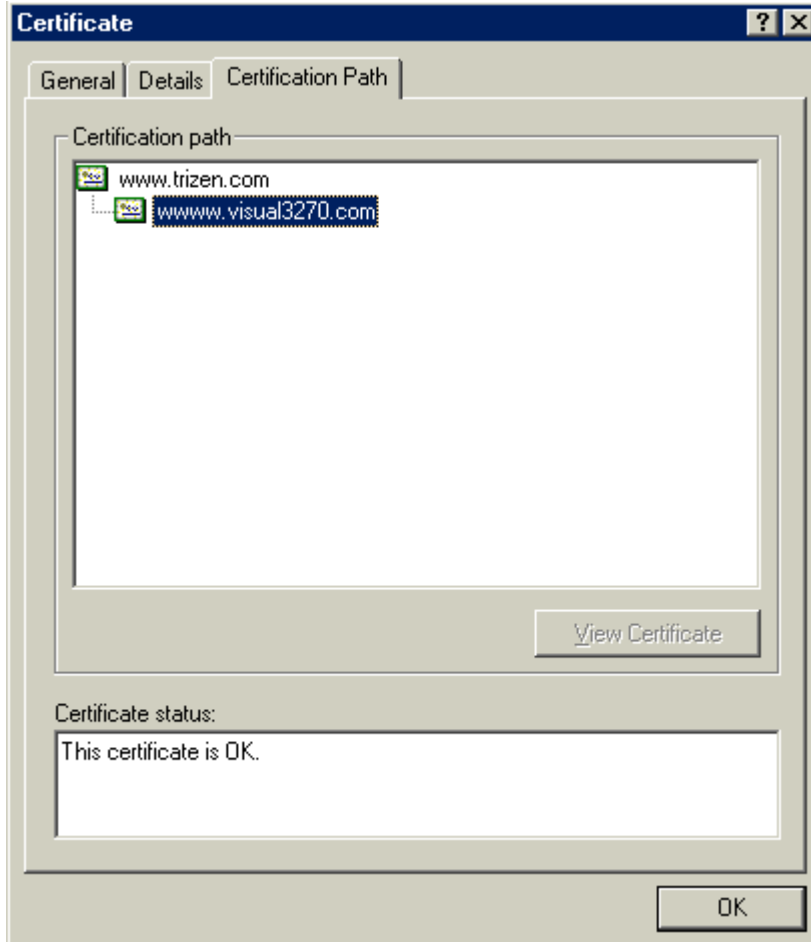 Certificate
General Details Certification Path
Certification path
www.trizen.com
wwww.visual3270.com
View Certificate
Certificate status:
This certificate is OK.
OK